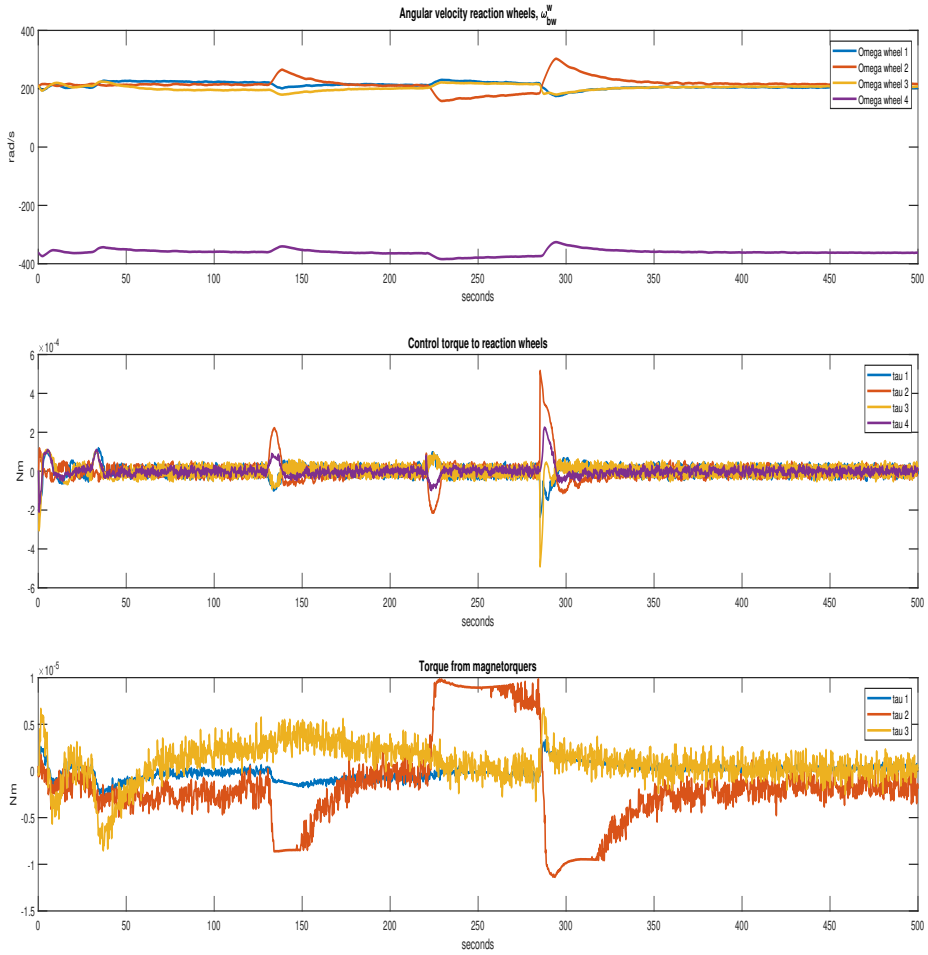 Angular velocity reaction wheels, ω^w_bw
400
200
0
-200
-400
rad/s
Omega wheel 1
Omega wheel 2
Omega wheel 3
Omega wheel 4
0 50 100 150 200 250 300 350 400 450 500
seconds
Control torque to reaction wheels
×10^-4
6
4
2
0
-2
-4
-6
Nm
tau 1
tau 2
tau 3
tau 4
0 50 100 150 200 250 300 350 400 450 500
seconds
Torque from magnetorquers
×10^-5
1
0.5
0
-0.5
-1
-1.5
Nm
tau 1
tau 2
tau 3
0 50 100 150 200 250 300 350 400 450 500
seconds